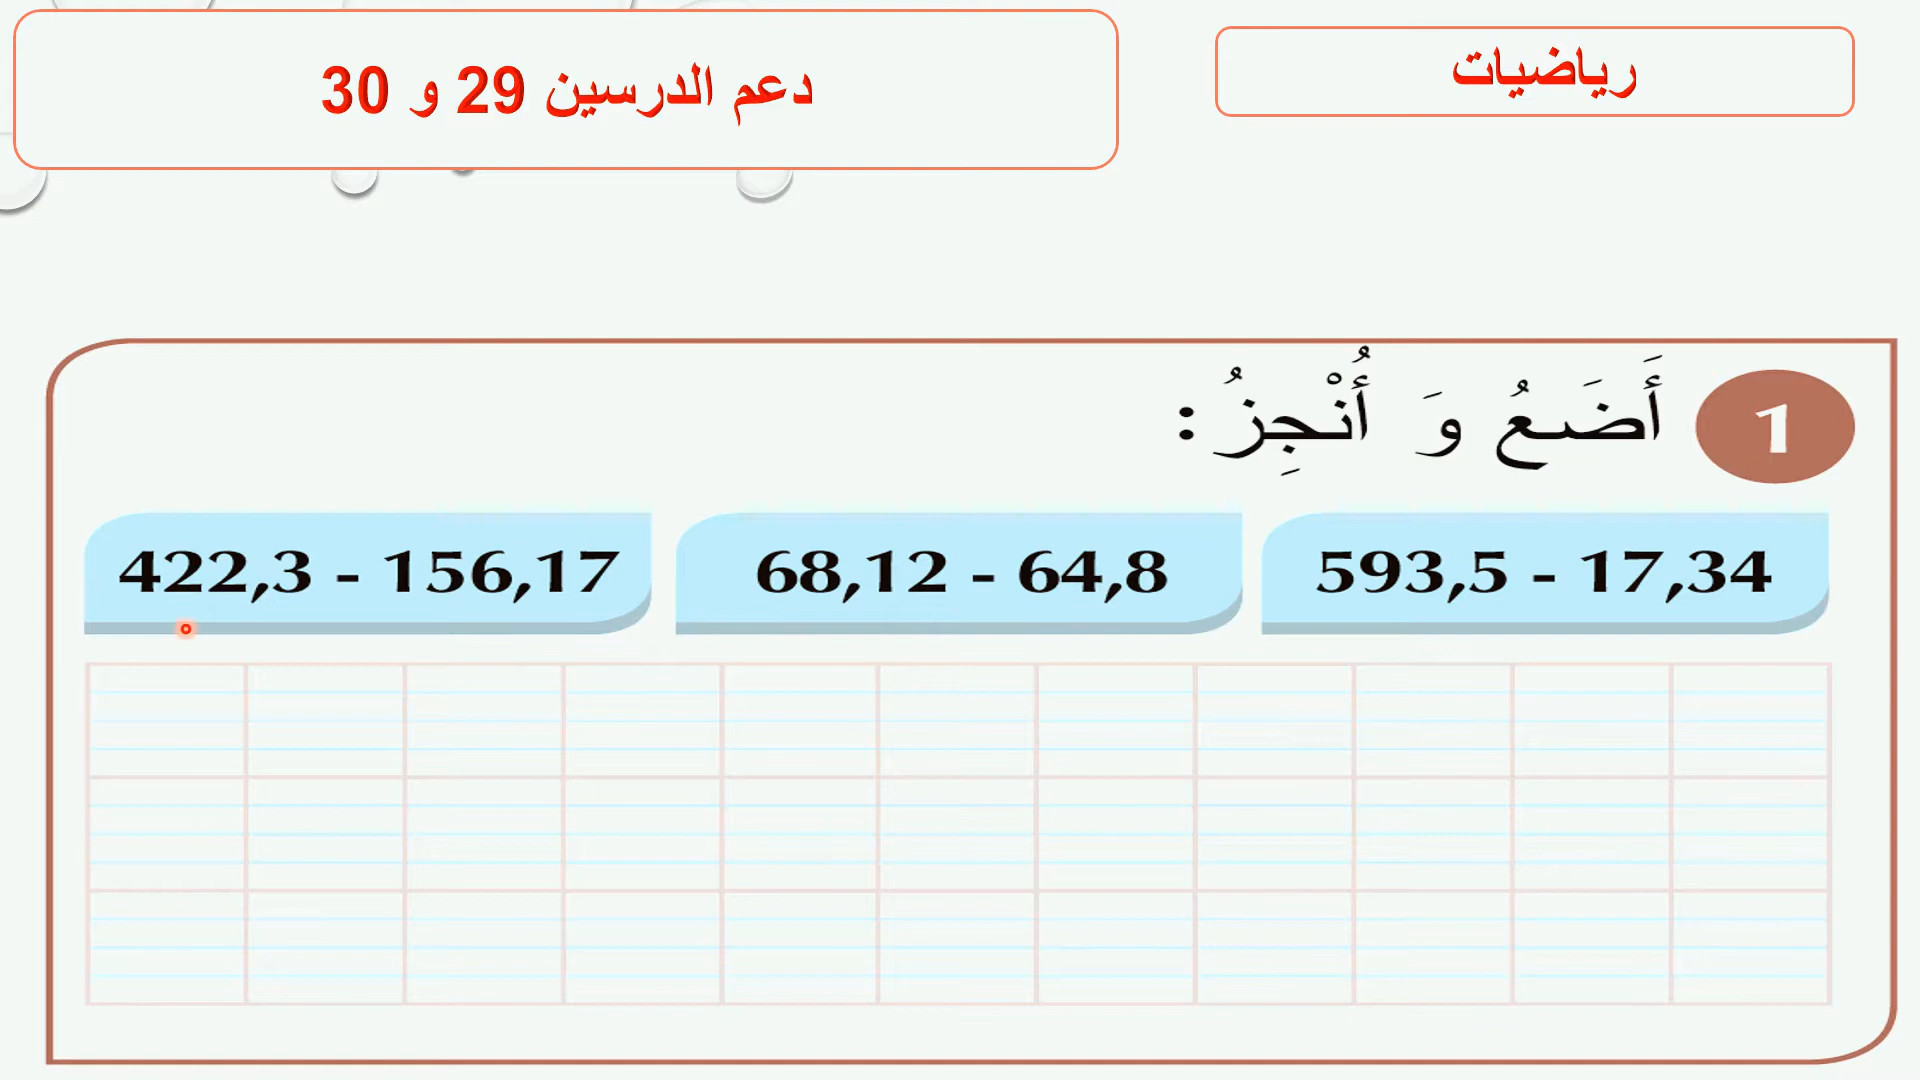 رياضيات
دعم الدرسين 29 و 30
1 أَضَعُ وَ أُنْجِزُ :
422,3 - 156,17
68,12 - 64,8
593,5 - 17,34